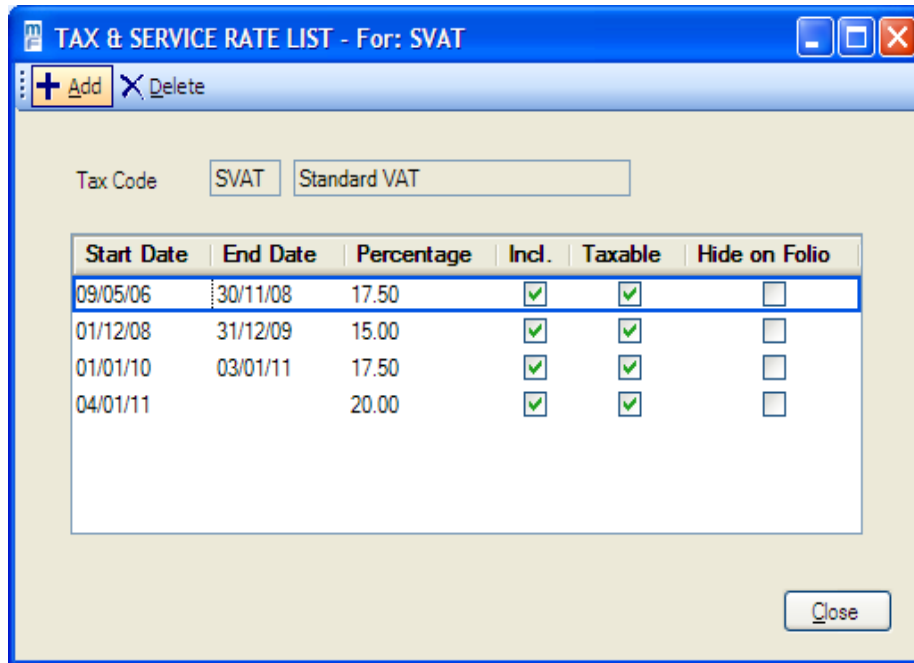 TAX & SERVICE RATE LIST - For: SVAT
Add Delete
Tax Code SVAT Standard VAT
Start Date End Date Percentage Incl. Taxable Hide on Folio
09/05/06 30/11/08 17.50
01/12/08 31/12/09 15.00
01/01/10 03/01/11 17.50
04/01/11 20.00
Close